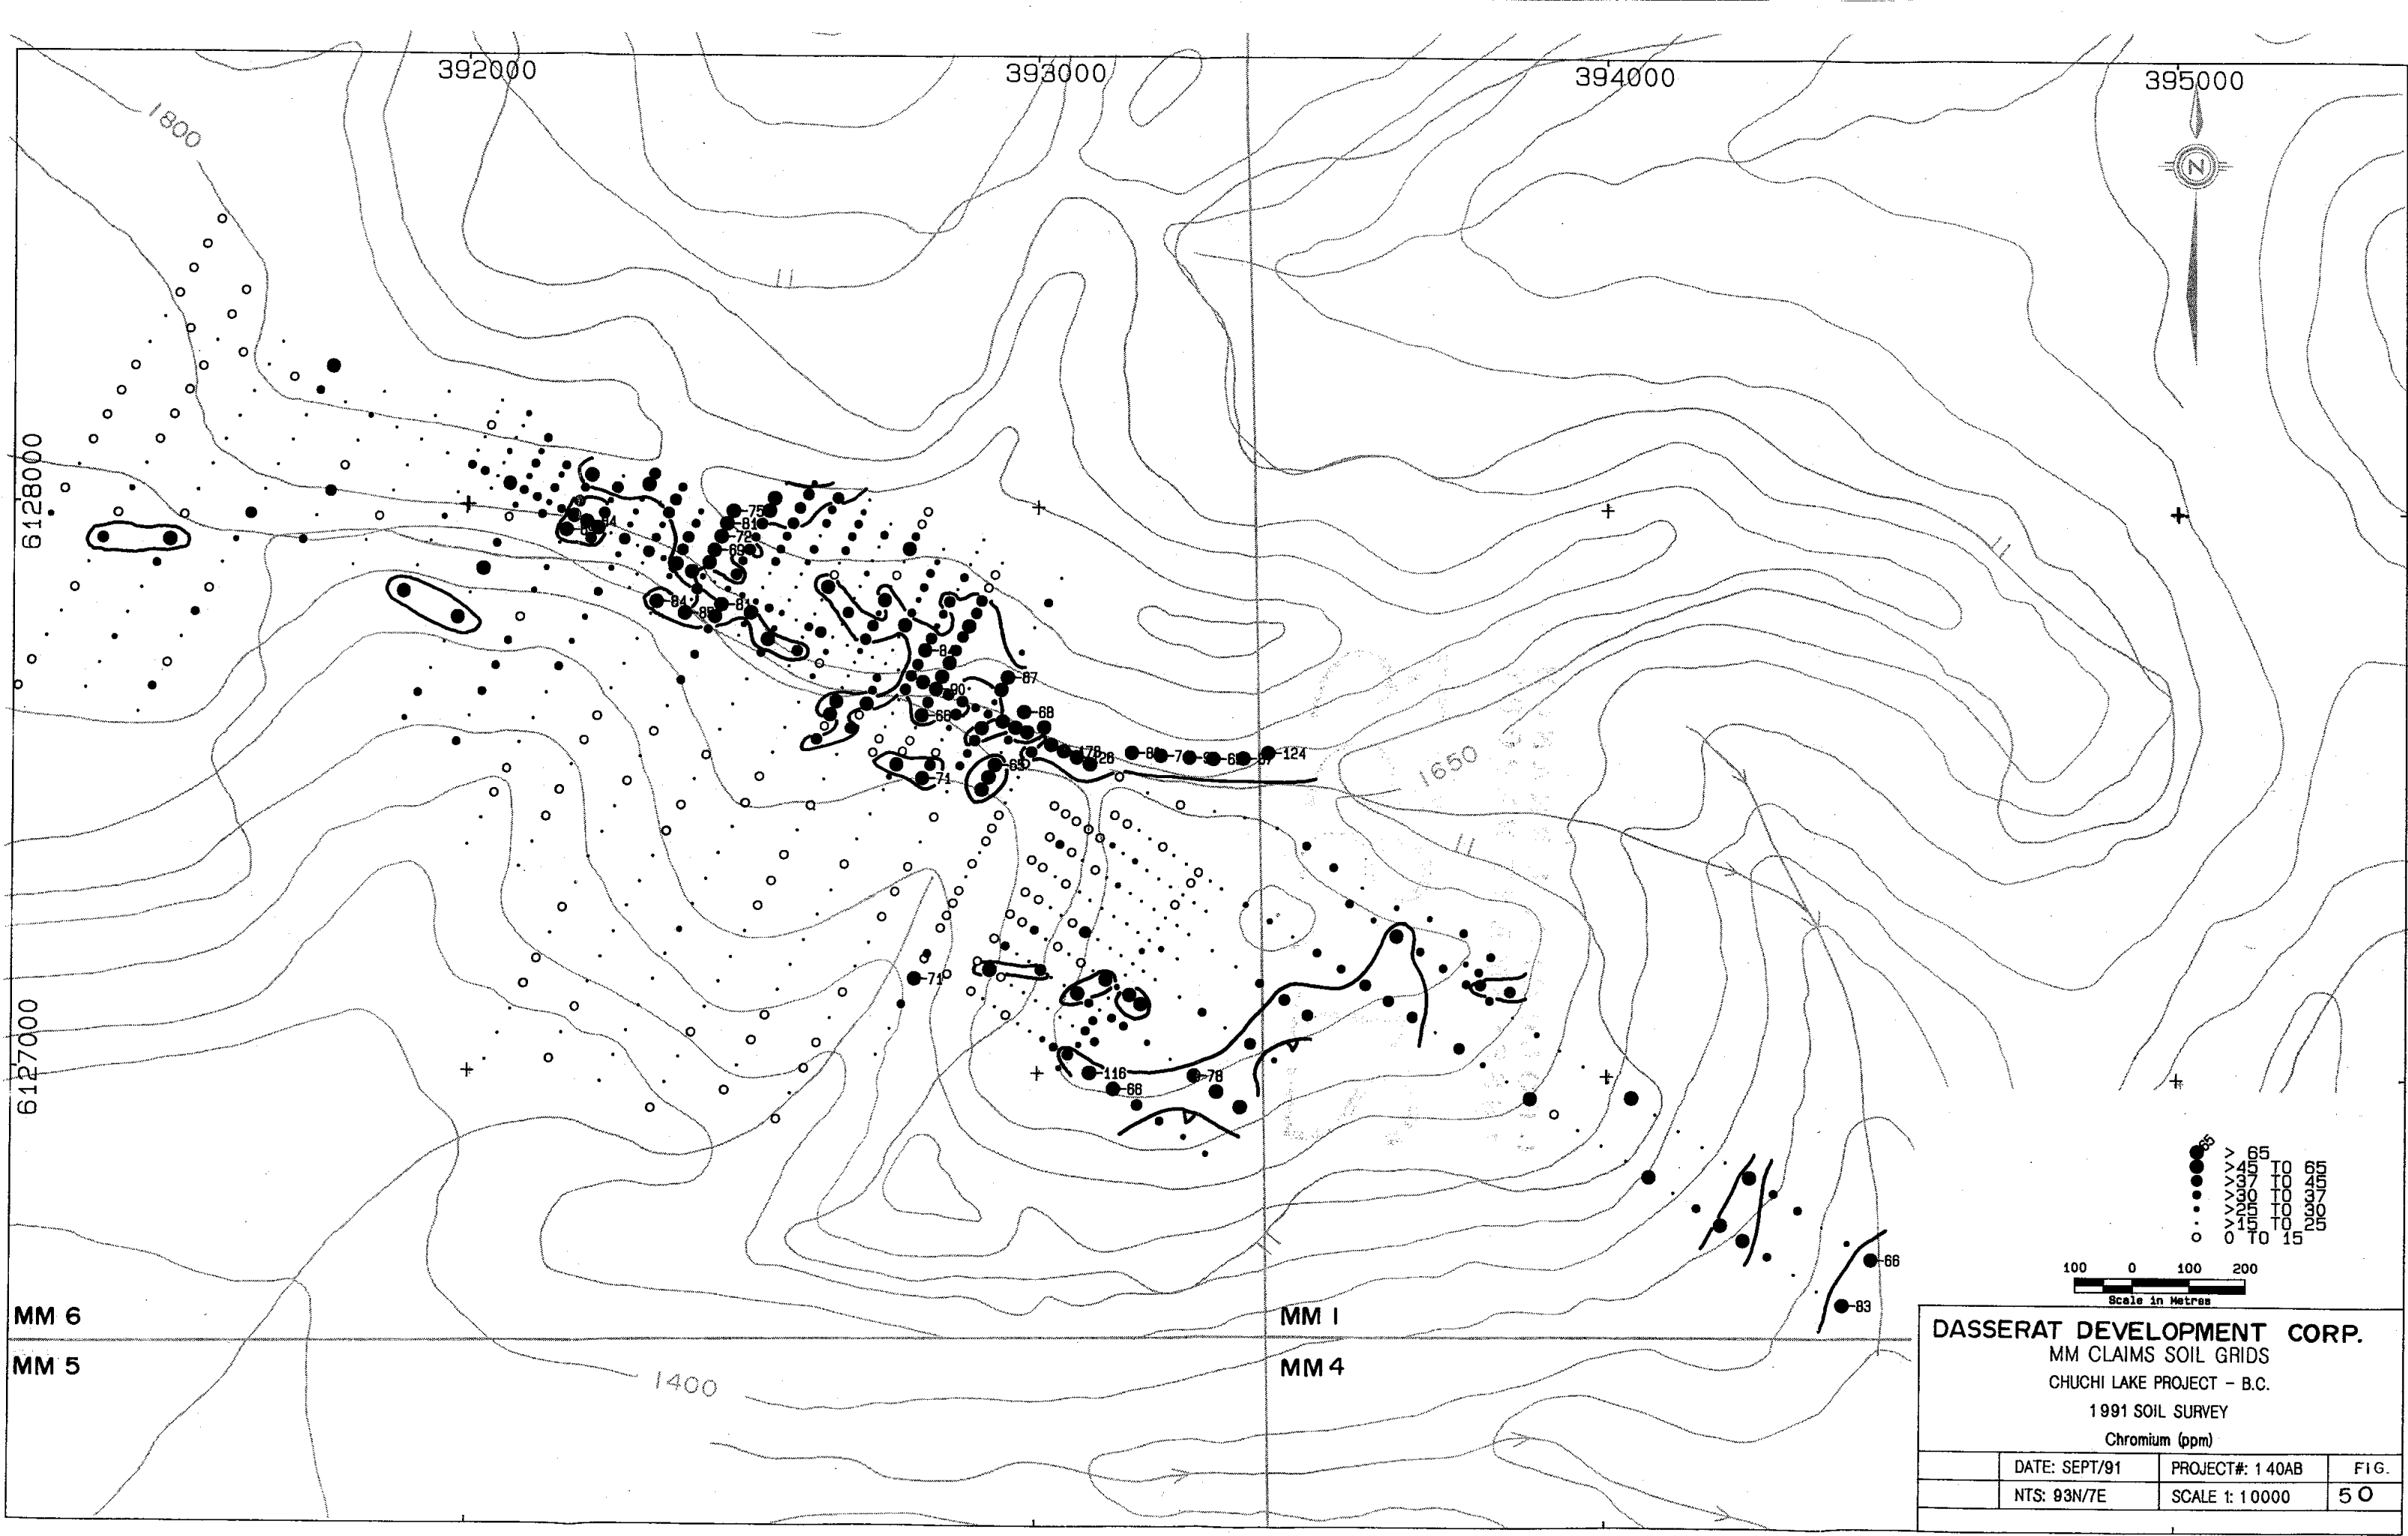 392000
393000
394000
395000
1800
N
6128000
75
81
72
69
84
84
81
84
90
87
66
68
178
126
124
65
71
1650
71
116
66
78
6127000
66
83
65
> 65
>45 TO 65
>37 TO 45
>30 TO 37
>25 TO 30
>15 TO 25
0 TO 15
100 0 100 200
Scale in Metres
MM 6
MM 1
MM 5
MM 4
1400
DASSERAT DEVELOPMENT CORP.
MM CLAIMS SOIL GRIDS
CHUCHI LAKE PROJECT - B.C.
1991 SOIL SURVEY
Chromium (ppm)
DATE: SEPT/91 PROJECT#: 140AB FIG.
NTS: 93N/7E SCALE 1: 10000 50